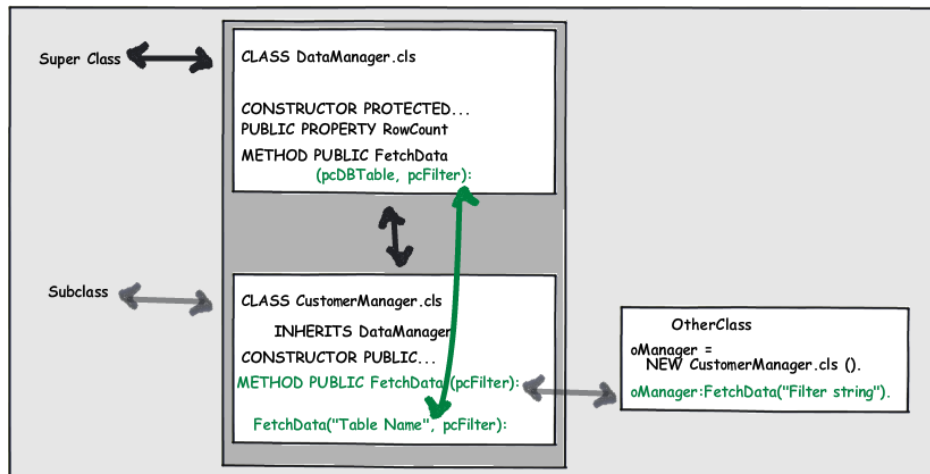 Super Class
CLASS DataManager.cls
CONSTRUCTOR PROTECTED...
PUBLIC PROPERTY RowCount
METHOD PUBLIC FetchData
(pcDBTable, pcFilter):
Subclass
CLASS CustomerManager.cls
INHERITS DataManager
CONSTRUCTOR PUBLIC...
METHOD PUBLIC FetchData (pcFilter):
FetchData("Table Name", pcFilter):
OtherClass
oManager =
NEW CustomerManager.cls ().
oManager:FetchData("Filter string").